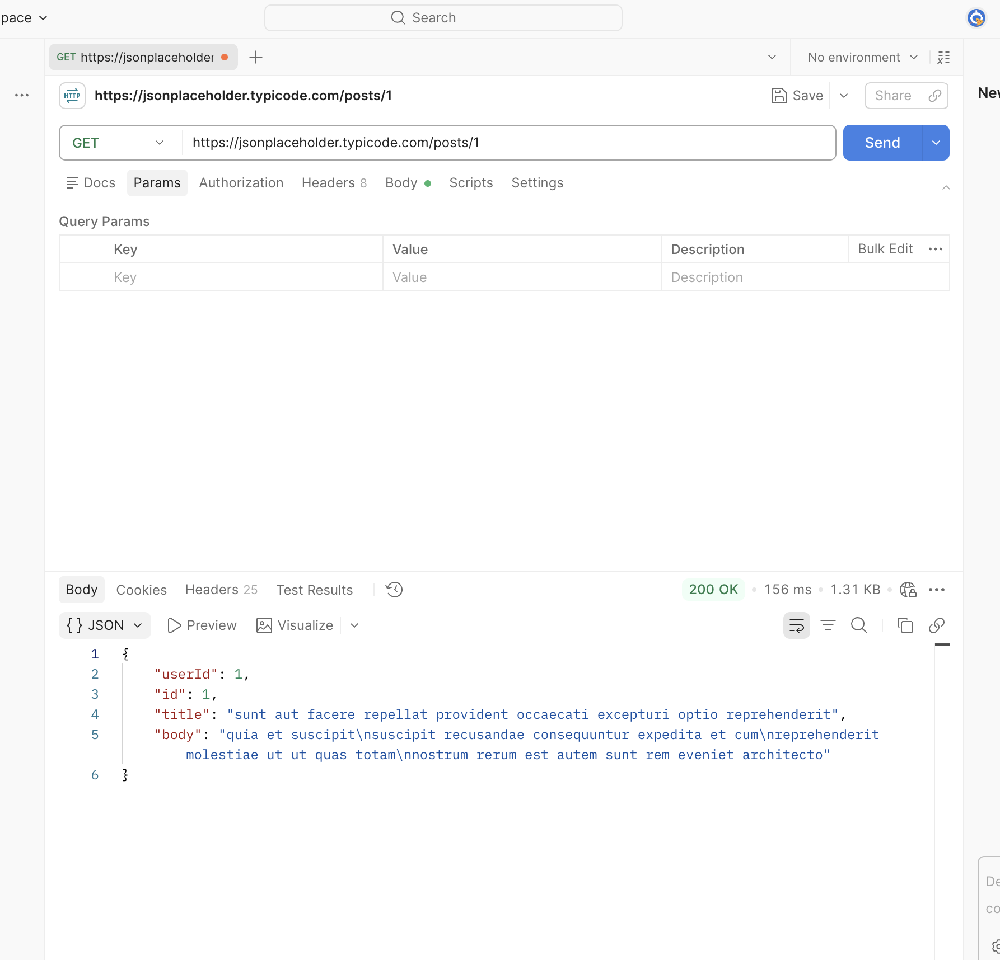 pace
Search
GET https://jsonplaceholder
No environment
HTTP https://jsonplaceholder.typicode.com/posts/1
Save
Share
New
GET
https://jsonplaceholder.typicode.com/posts/1
Send
Docs Params Authorization Headers 8 Body Scripts Settings
Query Params
Key Value Description Bulk Edit
Key Value Description
Body Cookies Headers 25 Test Results
200 OK • 156 ms • 1.31 KB
{ } JSON Preview Visualize
1 {
2 "userId": 1,
3 "id": 1,
4 "title": "sunt aut facere repellat provident occaecati excepturi optio reprehenderit",
5 "body": "quia et suscipit\nsuscipit recusandae consequuntur expedita et cum\nreprehenderit
molestiae ut ut quas totam\nnostrum rerum est autem sunt rem eveniet architecto"
6 }
De
co